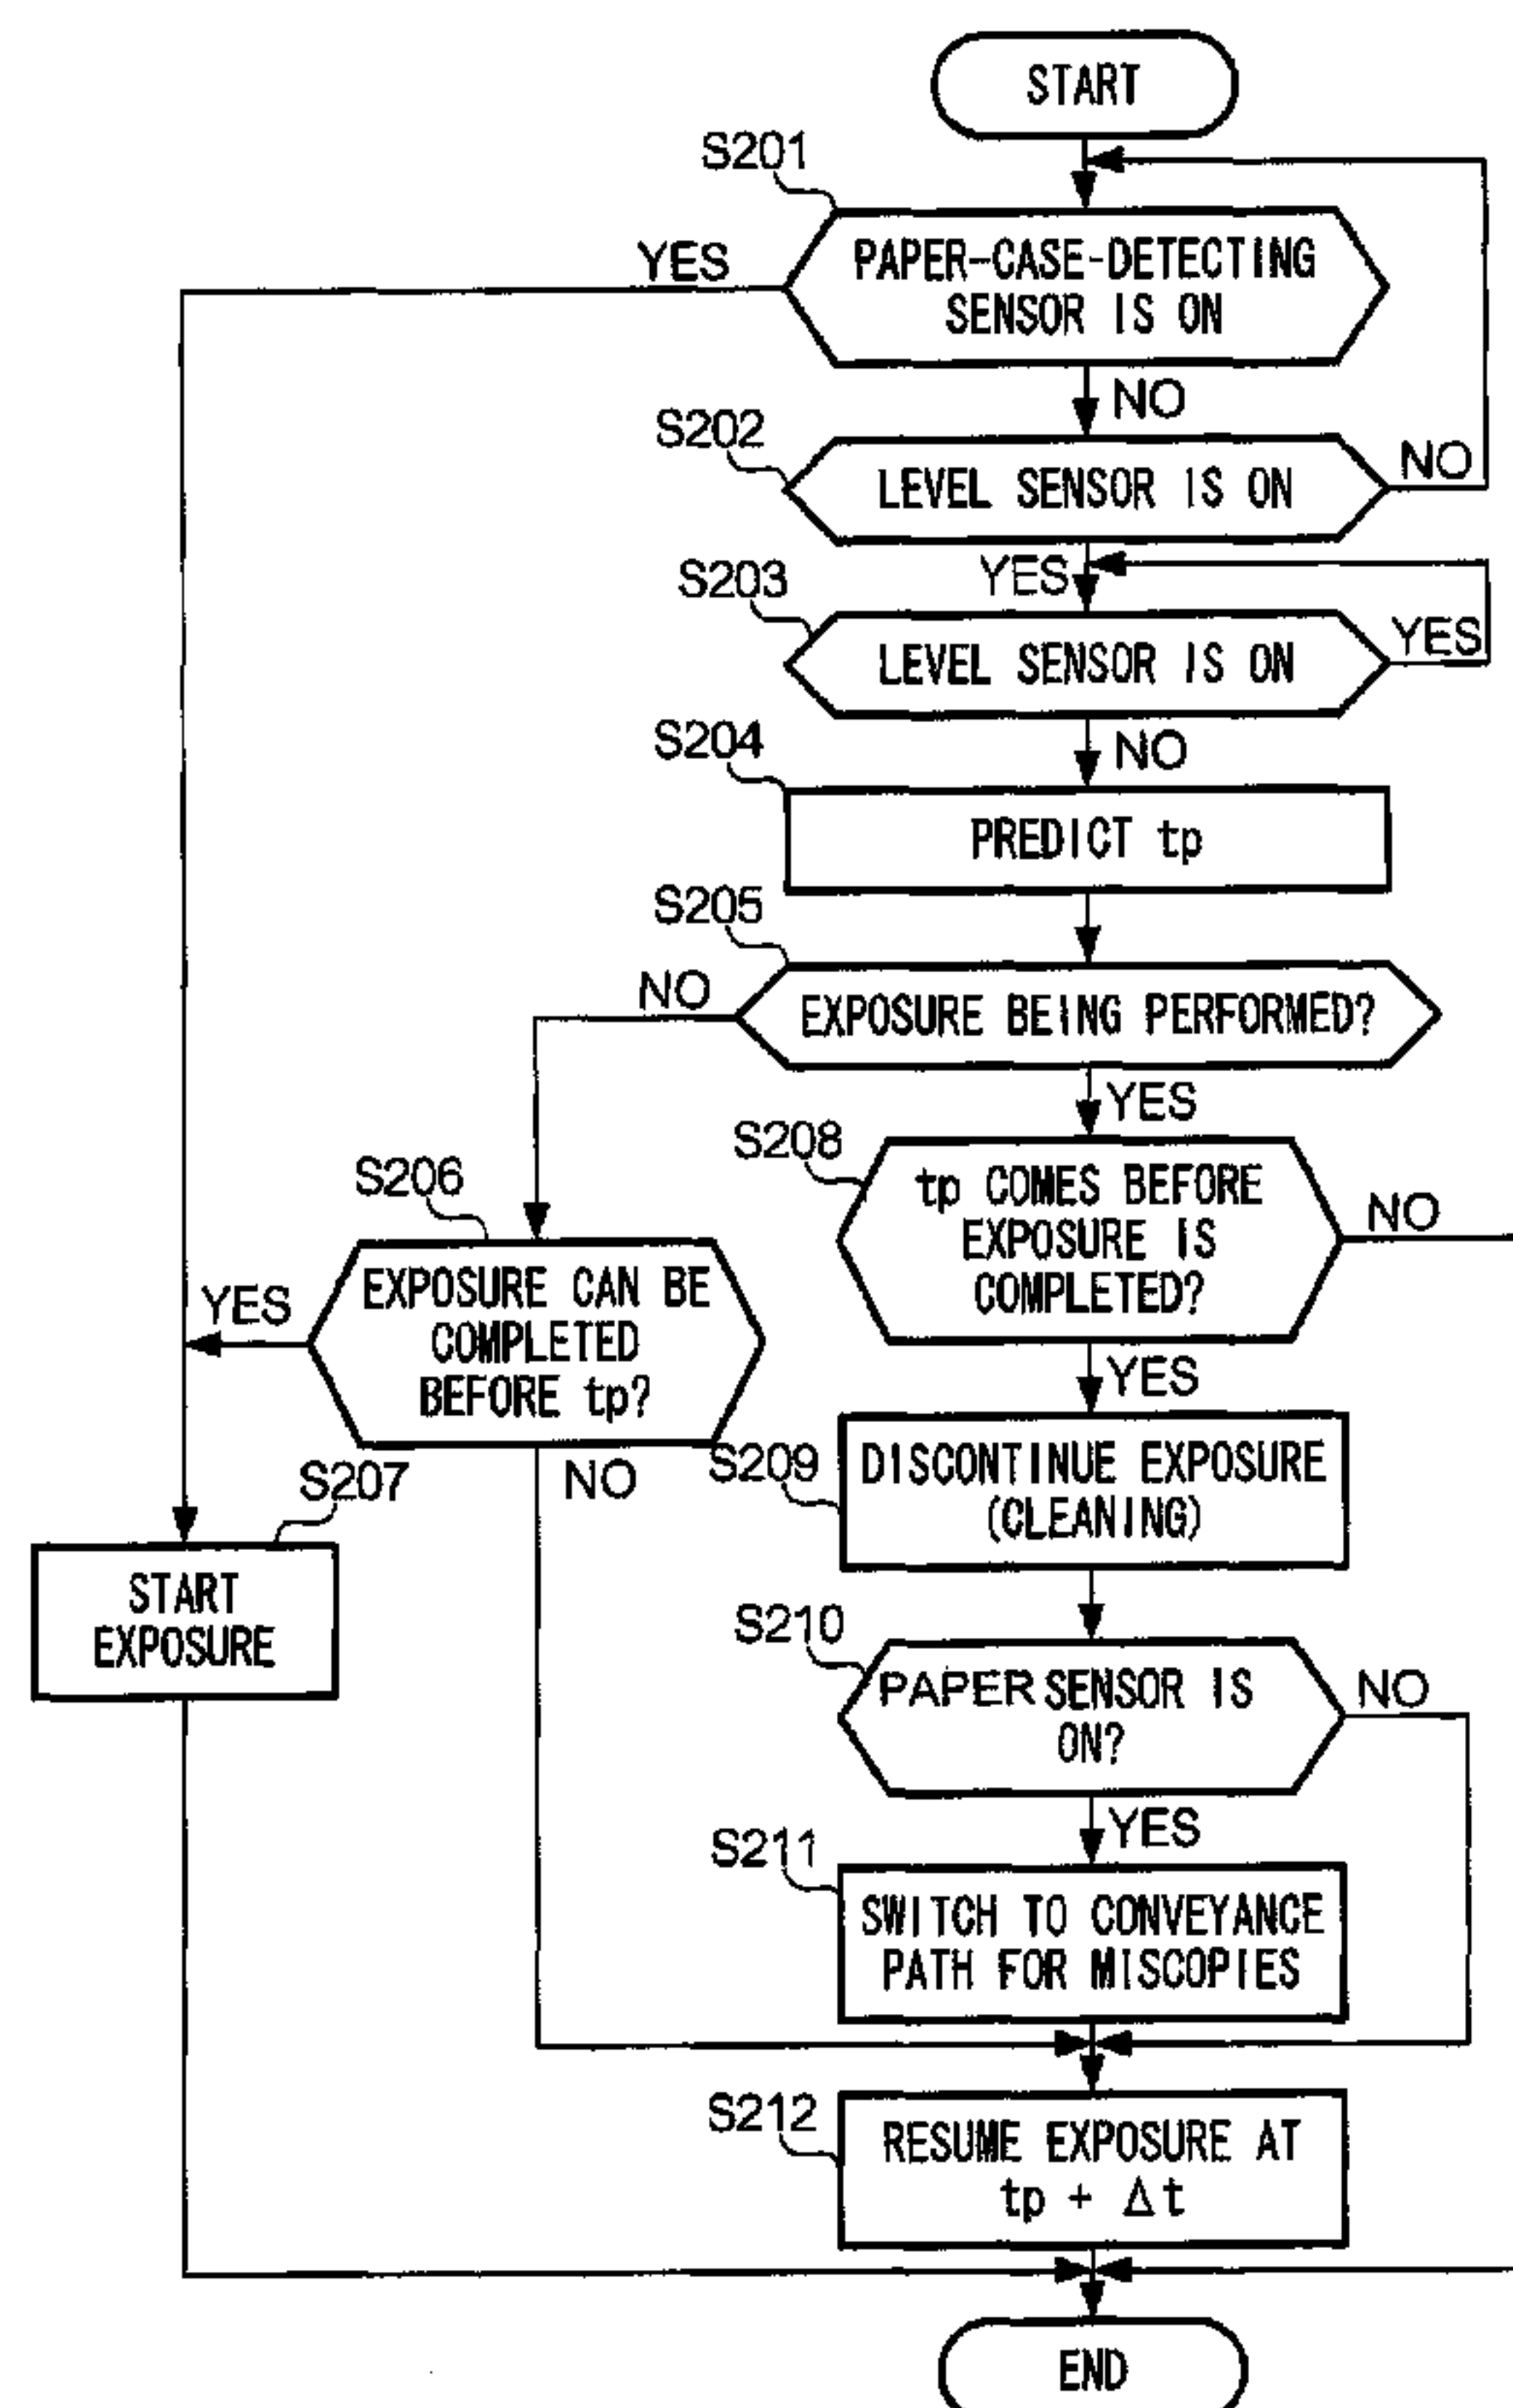 START
S201
YES
PAPER-CASE-DETECTING
SENSOR IS ON
NO
S202
LEVEL SENSOR IS ON
NO
YES
S203
LEVEL SENSOR IS ON
YES
NO
S204
PREDICT tp
S205
NO
EXPOSURE BEING PERFORMED?
YES
S208
tp COMES BEFORE
EXPOSURE IS
COMPLETED?
NO
S206
YES
EXPOSURE CAN BE
COMPLETED
BEFORE tp?
YES
NO
S209
DISCONTINUE EXPOSURE
(CLEANING)
S207
START
EXPOSURE
S210
PAPER SENSOR IS
ON?
NO
YES
S211
SWITCH TO CONVEYANCE
PATH FOR MISCOPIES
S212
RESUME EXPOSURE AT
tp + Δt
END